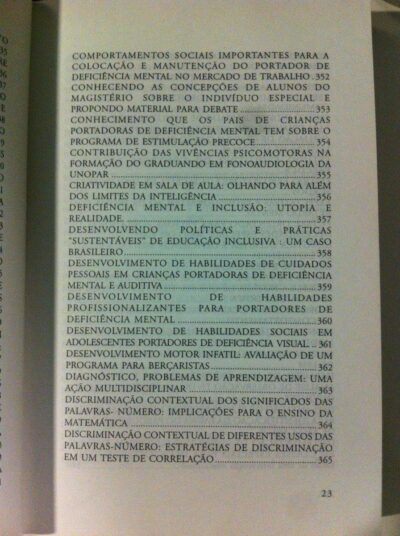 COMPORTAMENTOS SOCIAIS IMPORTANTES PARA A
COLOCAÇÃO E MANUTENÇÃO DO PORTADOR DE
DEFICIÊNCIA MENTAL NO MERCADO DE TRABALHO . 352
CONHECENDO AS CONCEPÇÕES DE ALUNOS DO
MAGISTÉRIO SOBRE O INDIVÍDUO ESPECIAL E
PROPONDO MATERIAL PARA DEBATE ........................ 353
CONHECIMENTO QUE OS PAIS DE CRIANÇAS
PORTADORAS DE DEFICIÊNCIA MENTAL TEM SOBRE O
PROGRAMA DE ESTIMULAÇÃO PRECOCE ................... 354
CONTRIBUIÇÃO DAS VIVÊNCIAS PSICOMOTORAS NA
FORMAÇÃO DO GRADUANDO EM FONOAUDIOLOGIA DA
UNOPAR ........................................................... 355
CRIATIVIDADE EM SALA DE AULA: OLHANDO PARA ALÉM
DOS LIMITES DA INTELIGÊNCIA ............................ 356
DEFICIÊNCIA MENTAL E INCLUSÃO: UTOPIA E
REALIDADE. ...................................................... 357
DESENVOLVENDO POLÍTICAS E PRÁTICAS
"SUSTENTÁVEIS" DE EDUCAÇÃO INCLUSIVA : UM CASO
BRASILEIRO ...................................................... 358
DESENVOLVIMENTO DE HABILIDADES DE CUIDADOS
PESSOAIS EM CRIANÇAS PORTADORAS DE DEFICIÊNCIA
MENTAL E AUDITIVA ........................................... 359
DESENVOLVIMENTO DE HABILIDADES
PROFISSIONALIZANTES PARA PORTADORES DE
DEFICIÊNCIA MENTAL .......................................... 360
DESENVOLVIMENTO DE HABILIDADES SOCIAIS EM
ADOLESCENTES PORTADORES DE DEFICIÊNCIA VISUAL .. 361
DESENVOLVIMENTO MOTOR INFATIL: AVALIAÇÃO DE UM
PROGRAMA PARA BERÇARISTAS ............................ 362
DIAGNÓSTICO, PROBLEMAS DE APRENDIZAGEM: UMA
AÇÃO MULTIDISCIPLINAR .................................... 363
DISCRIMINAÇÃO CONTEXTUAL DOS SIGNIFICADOS DAS
PALAVRAS- NÚMERO: IMPLICAÇÕES PARA O ENSINO DA
MATEMÁTICA .................................................... 364
DISCRIMINAÇÃO CONTEXTUAL DE DIFERENTES USOS DAS
PALAVRAS-NÚMERO: ESTRATÉGIAS DE DISCRIMINAÇÃO
EM UM TESTE DE CORRELAÇÃO ............................. 365
23